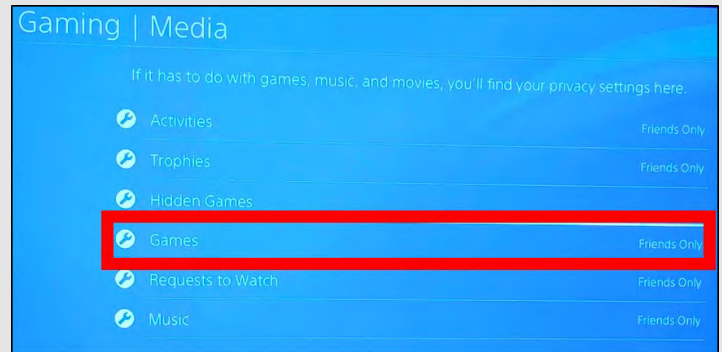 Gaming | Media
If it has to do with games, music, and movies, you'll find your privacy settings here.
Activities Friends Only
Trophies Friends Only
Hidden Games
Games Friends Only
Requests to Watch Friends Only
Music Friends Only